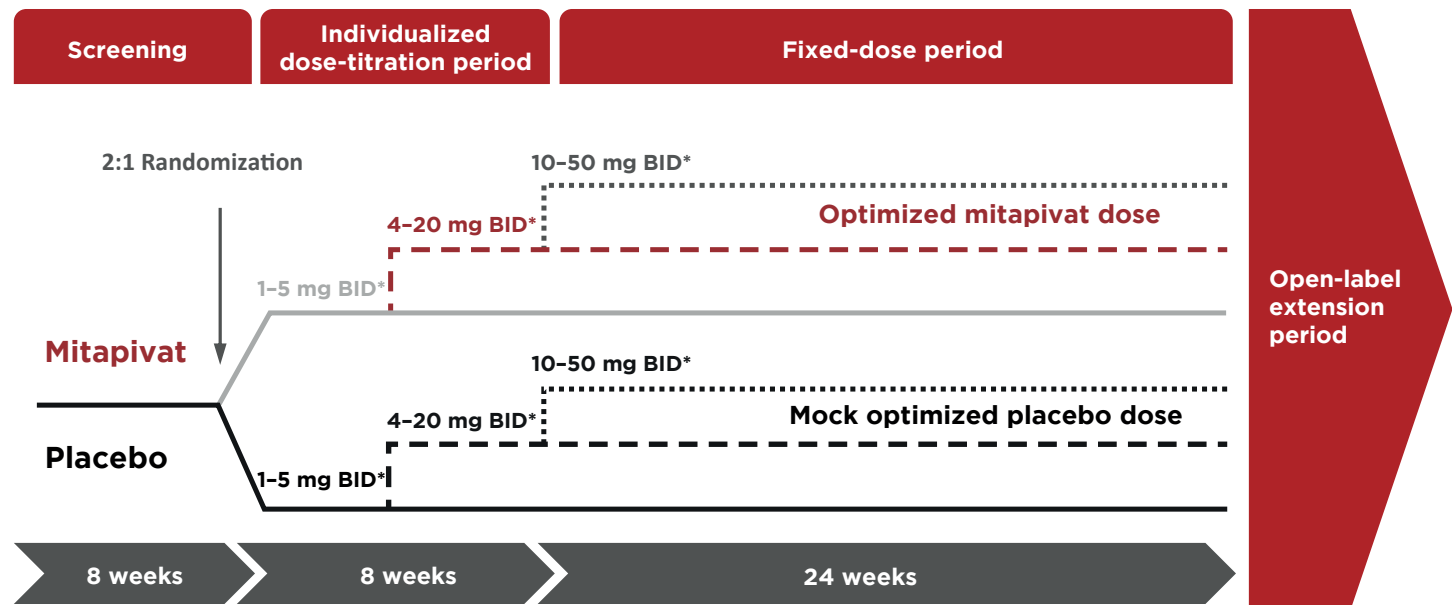 Screening
Individualized
dose-titration period
Fixed-dose period
2:1 Randomization
10–50 mg BID*
4–20 mg BID*
Optimized mitapivat dose
1–5 mg BID*
Open-label
extension
period
Mitapivat
10–50 mg BID*
4–20 mg BID*
Mock optimized placebo dose
Placebo
1–5 mg BID*
8 weeks
8 weeks
24 weeks